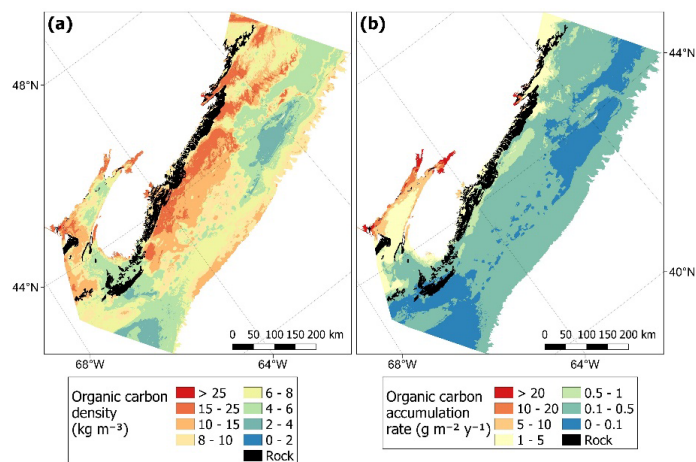 (a)
(b)
48°N
44°N
44°N
40°N
0 50 100 150 200 km
0 50 100 150 200 km
68°W
64°W
68°W
64°W
Organic carbon
density
(kg m⁻³)
> 25
15 - 25
10 - 15
8 - 10
6 - 8
4 - 6
2 - 4
0 - 2
Rock
Organic carbon
accumulation
rate (g m⁻² y⁻¹)
> 20
10 - 20
5 - 10
1 - 5
0.5 - 1
0.1 - 0.5
0 - 0.1
Rock